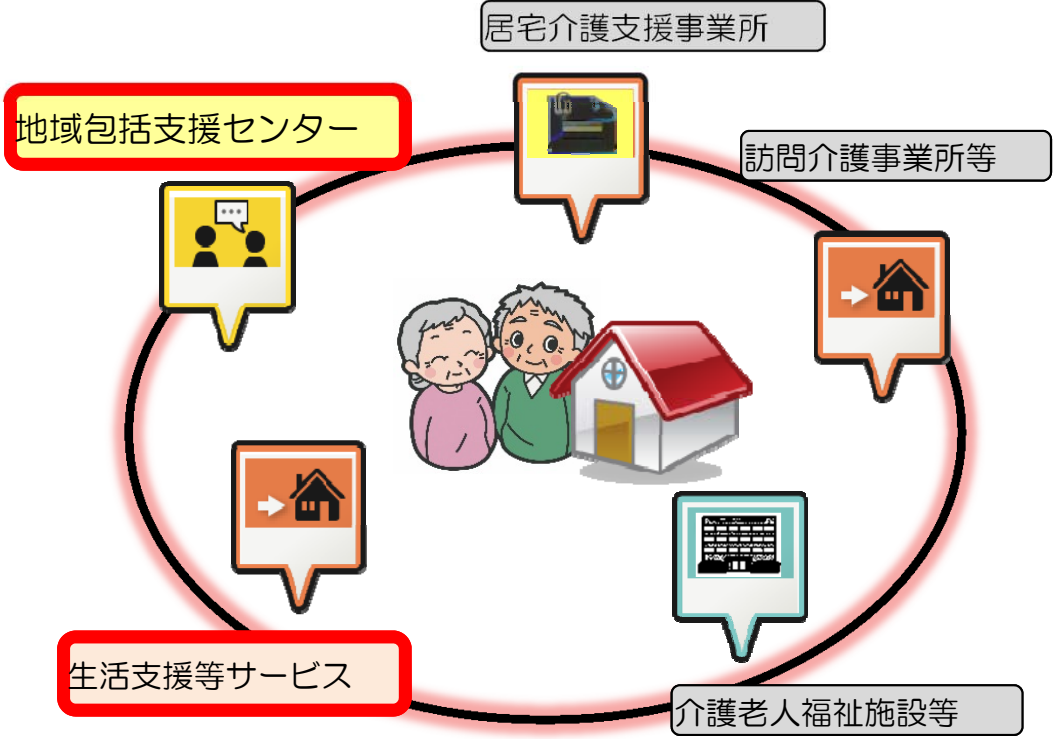 居宅介護支援事業所
地域包括支援センター
訪問介護事業所等
生活支援等サービス
介護老人福祉施設等